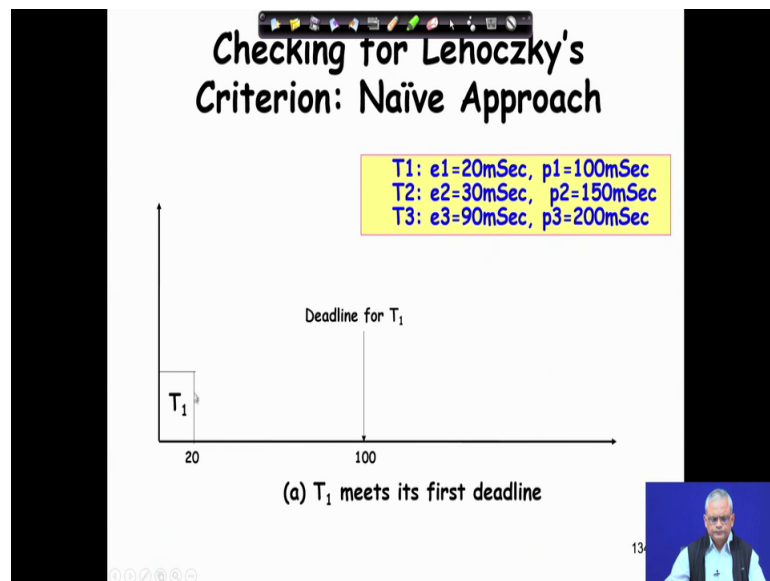 Checking for Lehoczky's
Criterion: Naïve Approach
T1: e1=20mSec, p1=100mSec
T2: e2=30mSec, p2=150mSec
T3: e3=90mSec, p3=200mSec
Deadline for T₁
T₁
20
100
(a) T₁ meets its first deadline